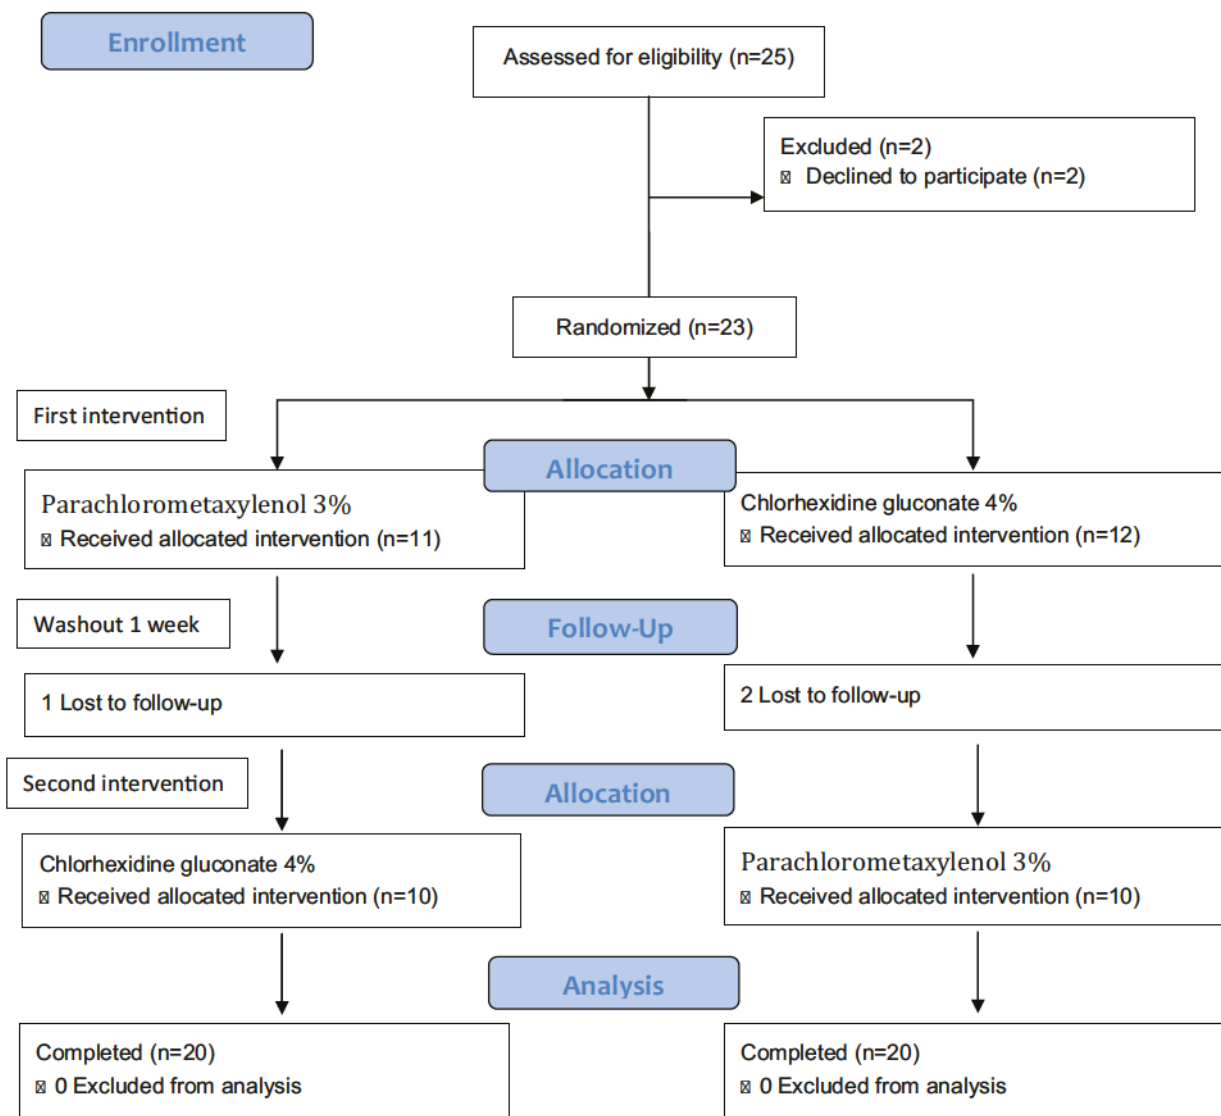 Enrollment
Assessed for eligibility (n=25)
Excluded (n=2)
Declined to participate (n=2)
Randomized (n=23)
First intervention
Allocation
Parachlorometaxylenol 3%
Received allocated intervention (n=11)
Chlorhexidine gluconate 4%
Received allocated intervention (n=12)
Washout 1 week
Follow-Up
1 Lost to follow-up
2 Lost to follow-up
Second intervention
Allocation
Chlorhexidine gluconate 4%
Received allocated intervention (n=10)
Parachlorometaxylenol 3%
Received allocated intervention (n=10)
Analysis
Completed (n=20)
0 Excluded from analysis
Completed (n=20)
0 Excluded from analysis